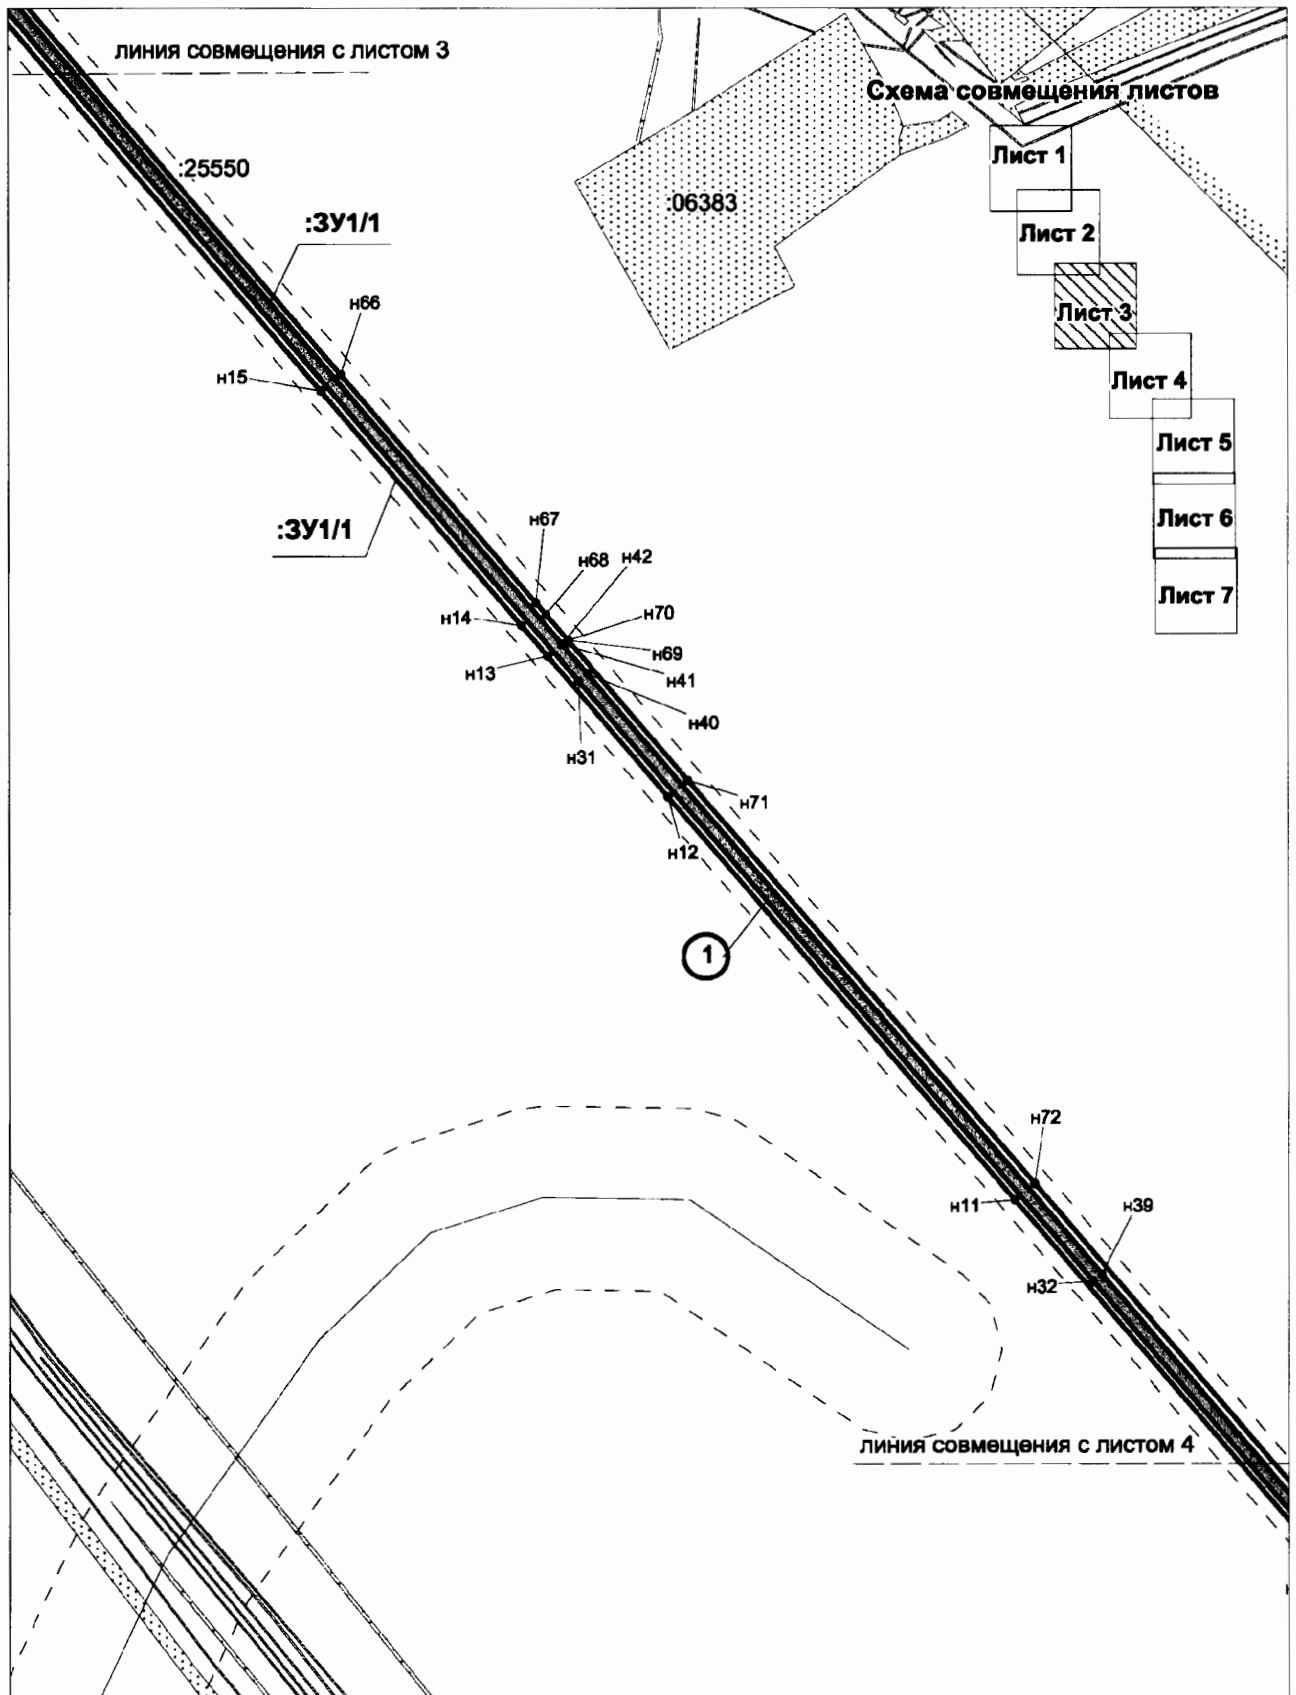 линия совмещения с листом 3
Схема совмещения листов
Лист 1
:25550
:06383
:ЗУ1/1
Лист 2
н66
Лист 3
н15
Лист 4
Лист 5
н67
:ЗУ1/1
Лист 6
н68
н42
Лист 7
н14
н70
н69
н13
н41
н40
н31
н71
н12
1
н72
н11
н39
н32
линия совмещения с листом 4